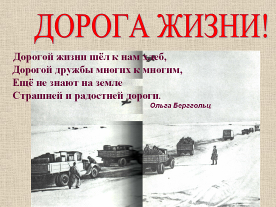 ДОРОГА ЖИЗНИ!
Дорогой жизни шёл к нам хлеб,
Дорогой дружбы многих к многим,
Ещё не знают на земле
Страшней и радостней дороги.
Ольга Берггольц